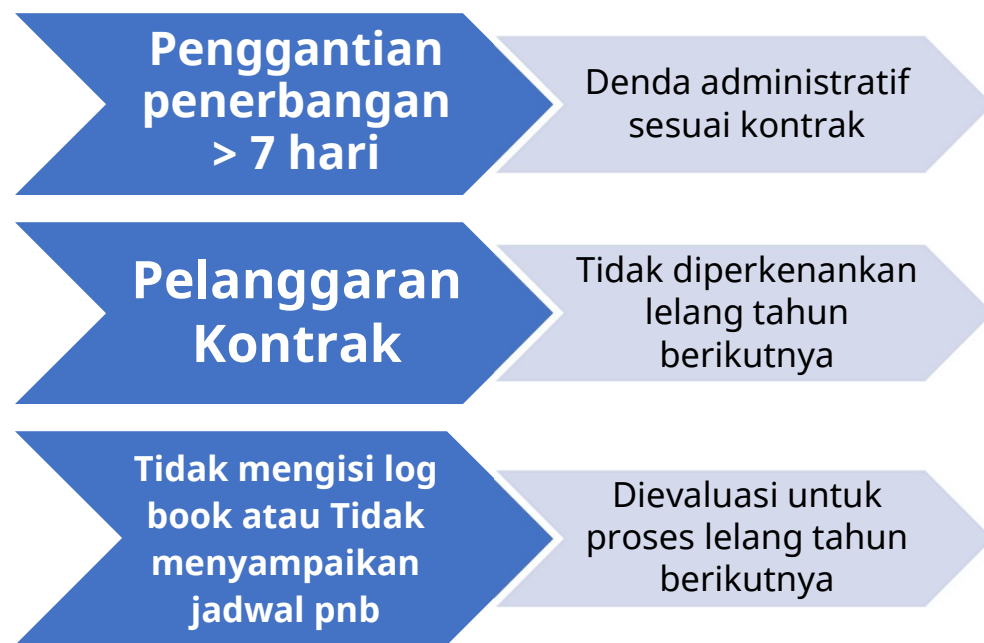 Penggantian
penerbangan
> 7 hari
Denda administratif
sesuai kontrak
Pelanggaran
Kontrak
Tidak diperkenankan
lelang tahun
berikutnya
Tidak mengisi log
book atau Tidak
menyampaikan
jadwal pnb
Dievaluasi untuk
proses lelang tahun
berikutnya